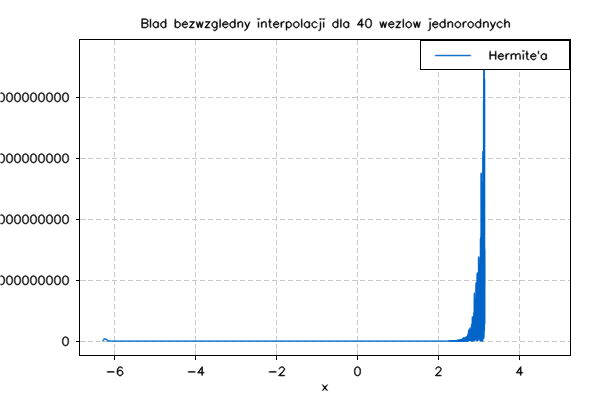 Blad bezwzgledny interpolacji dla 40 wezlow jednorodnych
Hermite'a
0
−6 −4 −2 0 2 4
x